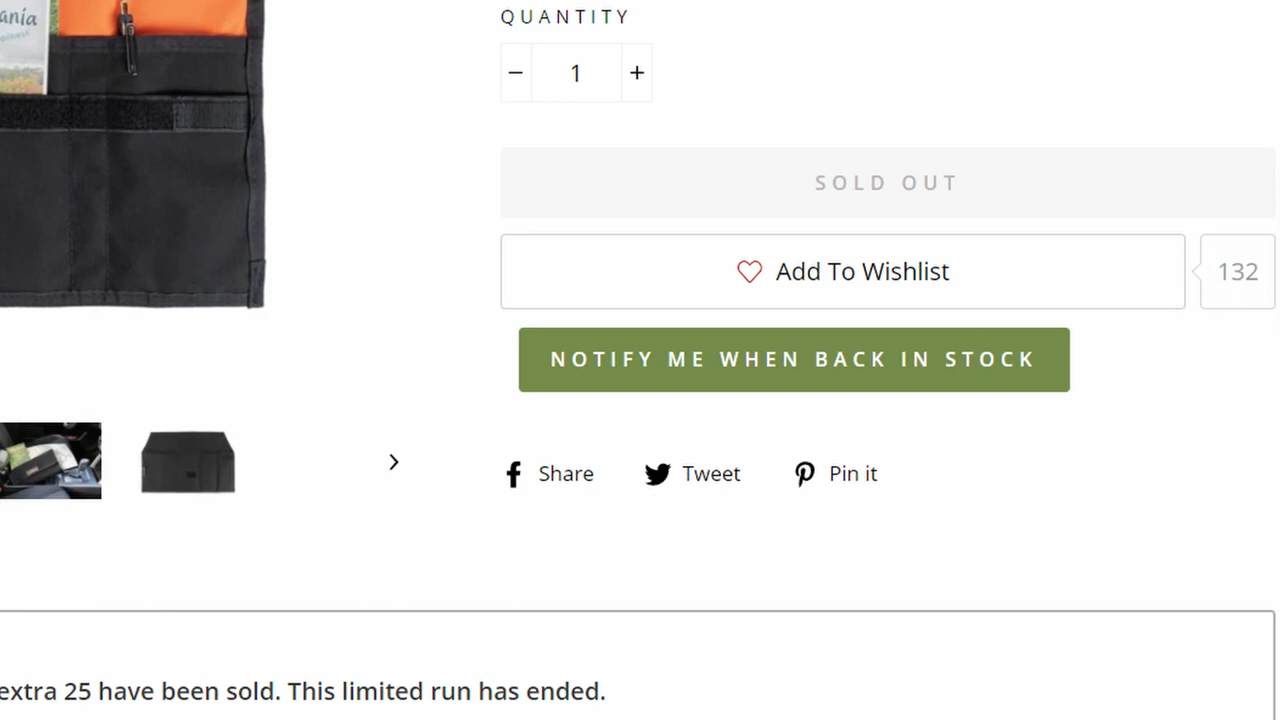 QUANTITY
− 1 +
SOLD OUT
Add To Wishlist
132
NOTIFY ME WHEN BACK IN STOCK
Share Tweet Pin it
extra 25 have been sold. This limited run has ended.